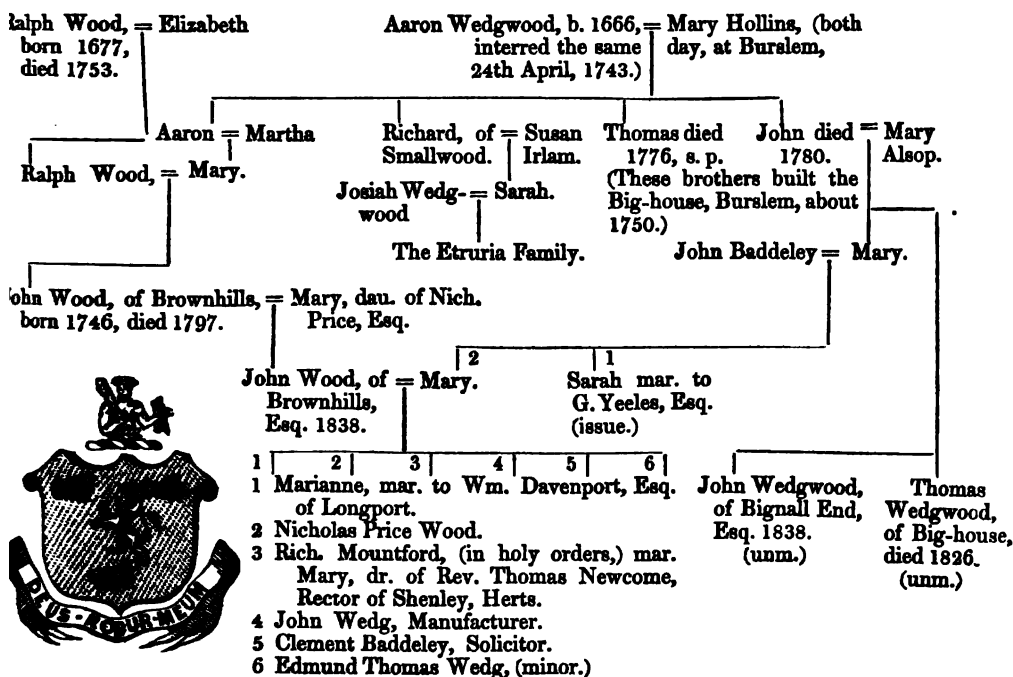 Ralph Wood, = Elizabeth
born 1677,
died 1753.
Aaron Wedgwood, b. 1666, = Mary Hollins, (both
interred the same day, at Burslem,
24th April, 1743.)
Aaron = Martha
Richard, of = Susan
Smallwood. Irlam.
Thomas died
1776, s. p.
(These brothers built the
Big-house, Burslem, about
1750.)
John died = Mary
1780. Alsop.
Ralph Wood, = Mary.
Josiah Wedg- = Sarah.
wood
The Etruria Family.
John Baddeley = Mary.
John Wood, of Brownhills, = Mary, dau. of Nich.
born 1746, died 1797. Price, Esq.
2 1
John Wood, of = Mary.
Brownhills,
Esq. 1838.
Sarah mar. to
G. Yeeles, Esq.
(issue.)
1 2 3 4 5 6
1 Marianne, mar. to Wm. Davenport, Esq.
of Longport.
2 Nicholas Price Wood.
3 Rich. Mountford, (in holy orders,) mar.
Mary, dr. of Rev. Thomas Newcome,
Rector of Shenley, Herts.
4 John Wedg, Manufacturer.
5 Clement Baddeley, Solicitor.
6 Edmund Thomas Wedg, (minor.)
John Wedgwood,
of Bignall End,
Esq. 1838.
(unm.)
Thomas
Wedgwood,
of Big-house,
died 1826.
(unm.)
DEUS · ROBUR · MEUM